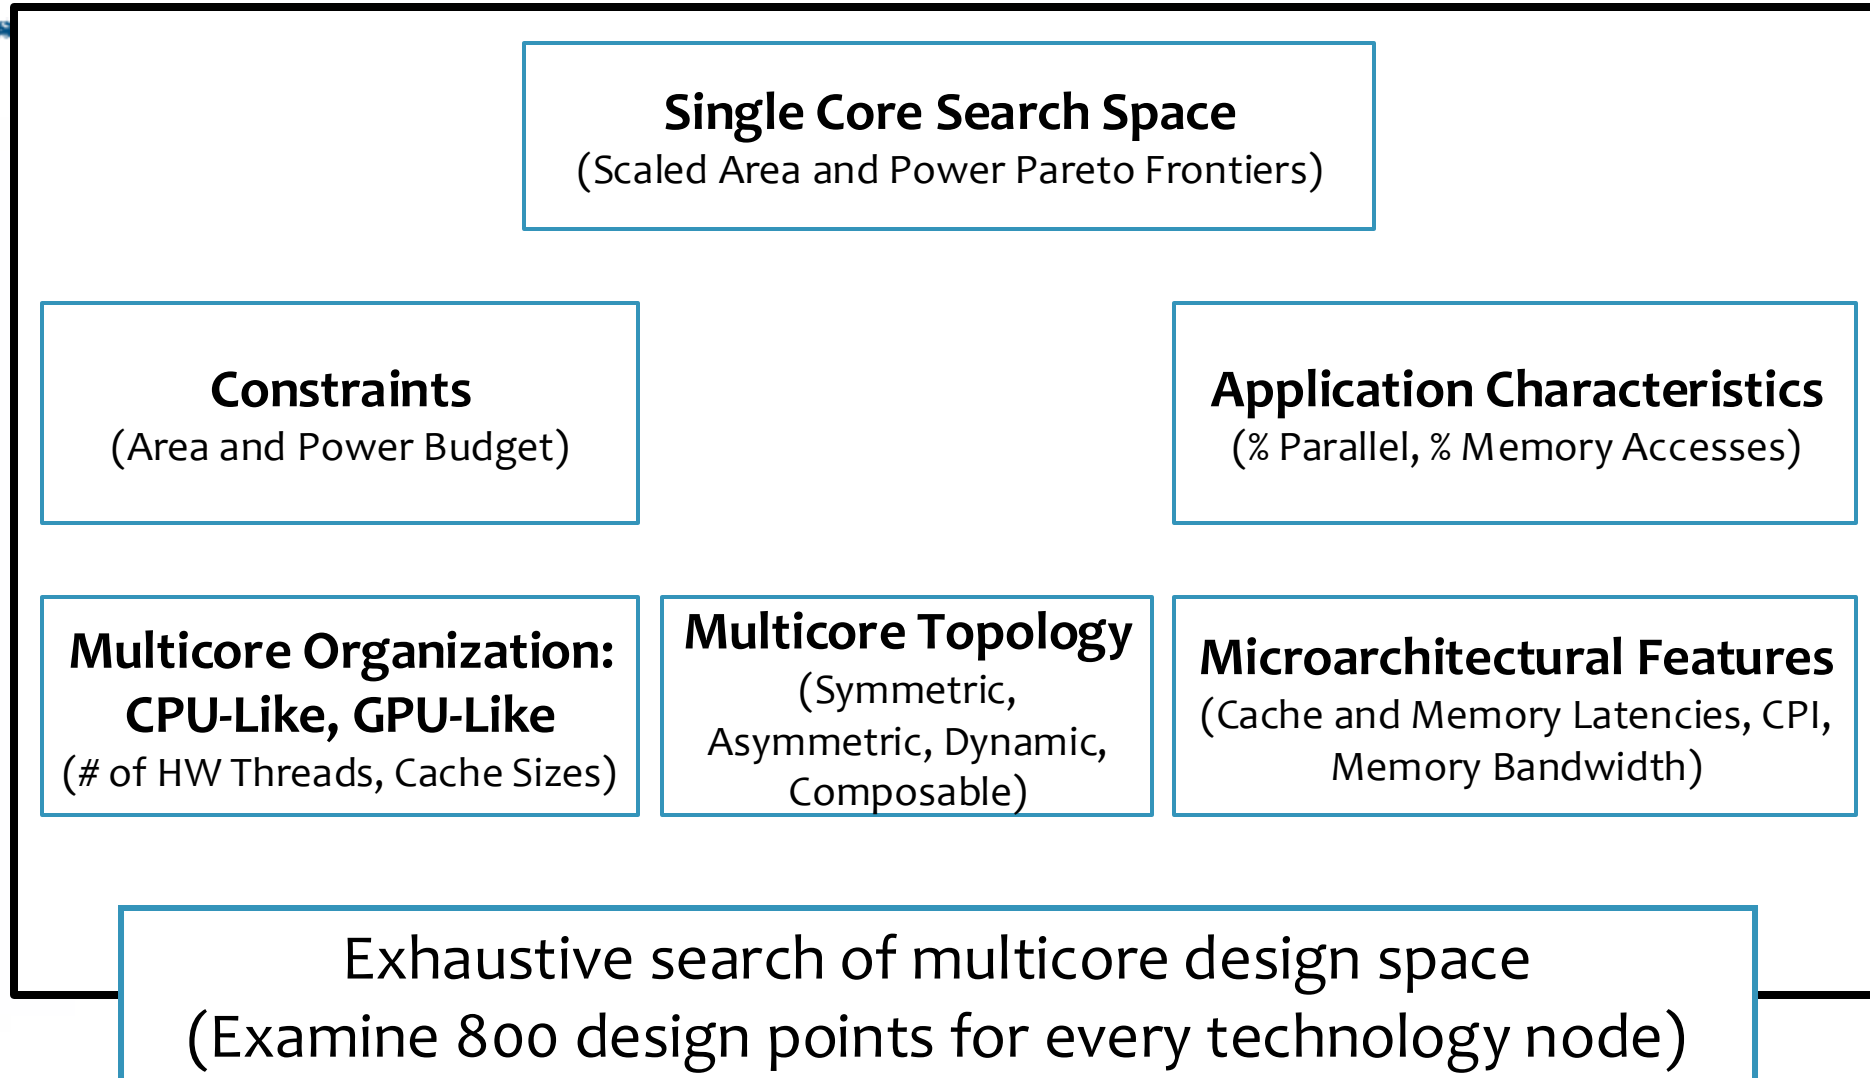 Single Core Search Space
(Scaled Area and Power Pareto Frontiers)
Constraints
(Area and Power Budget)
Application Characteristics
(% Parallel, % Memory Accesses)
Multicore Organization:
CPU-Like, GPU-Like
(# of HW Threads, Cache Sizes)
Multicore Topology
(Symmetric,
Asymmetric, Dynamic,
Composable)
Microarchitectural Features
(Cache and Memory Latencies, CPI,
Memory Bandwidth)
Exhaustive search of multicore design space
(Examine 800 design points for every technology node)